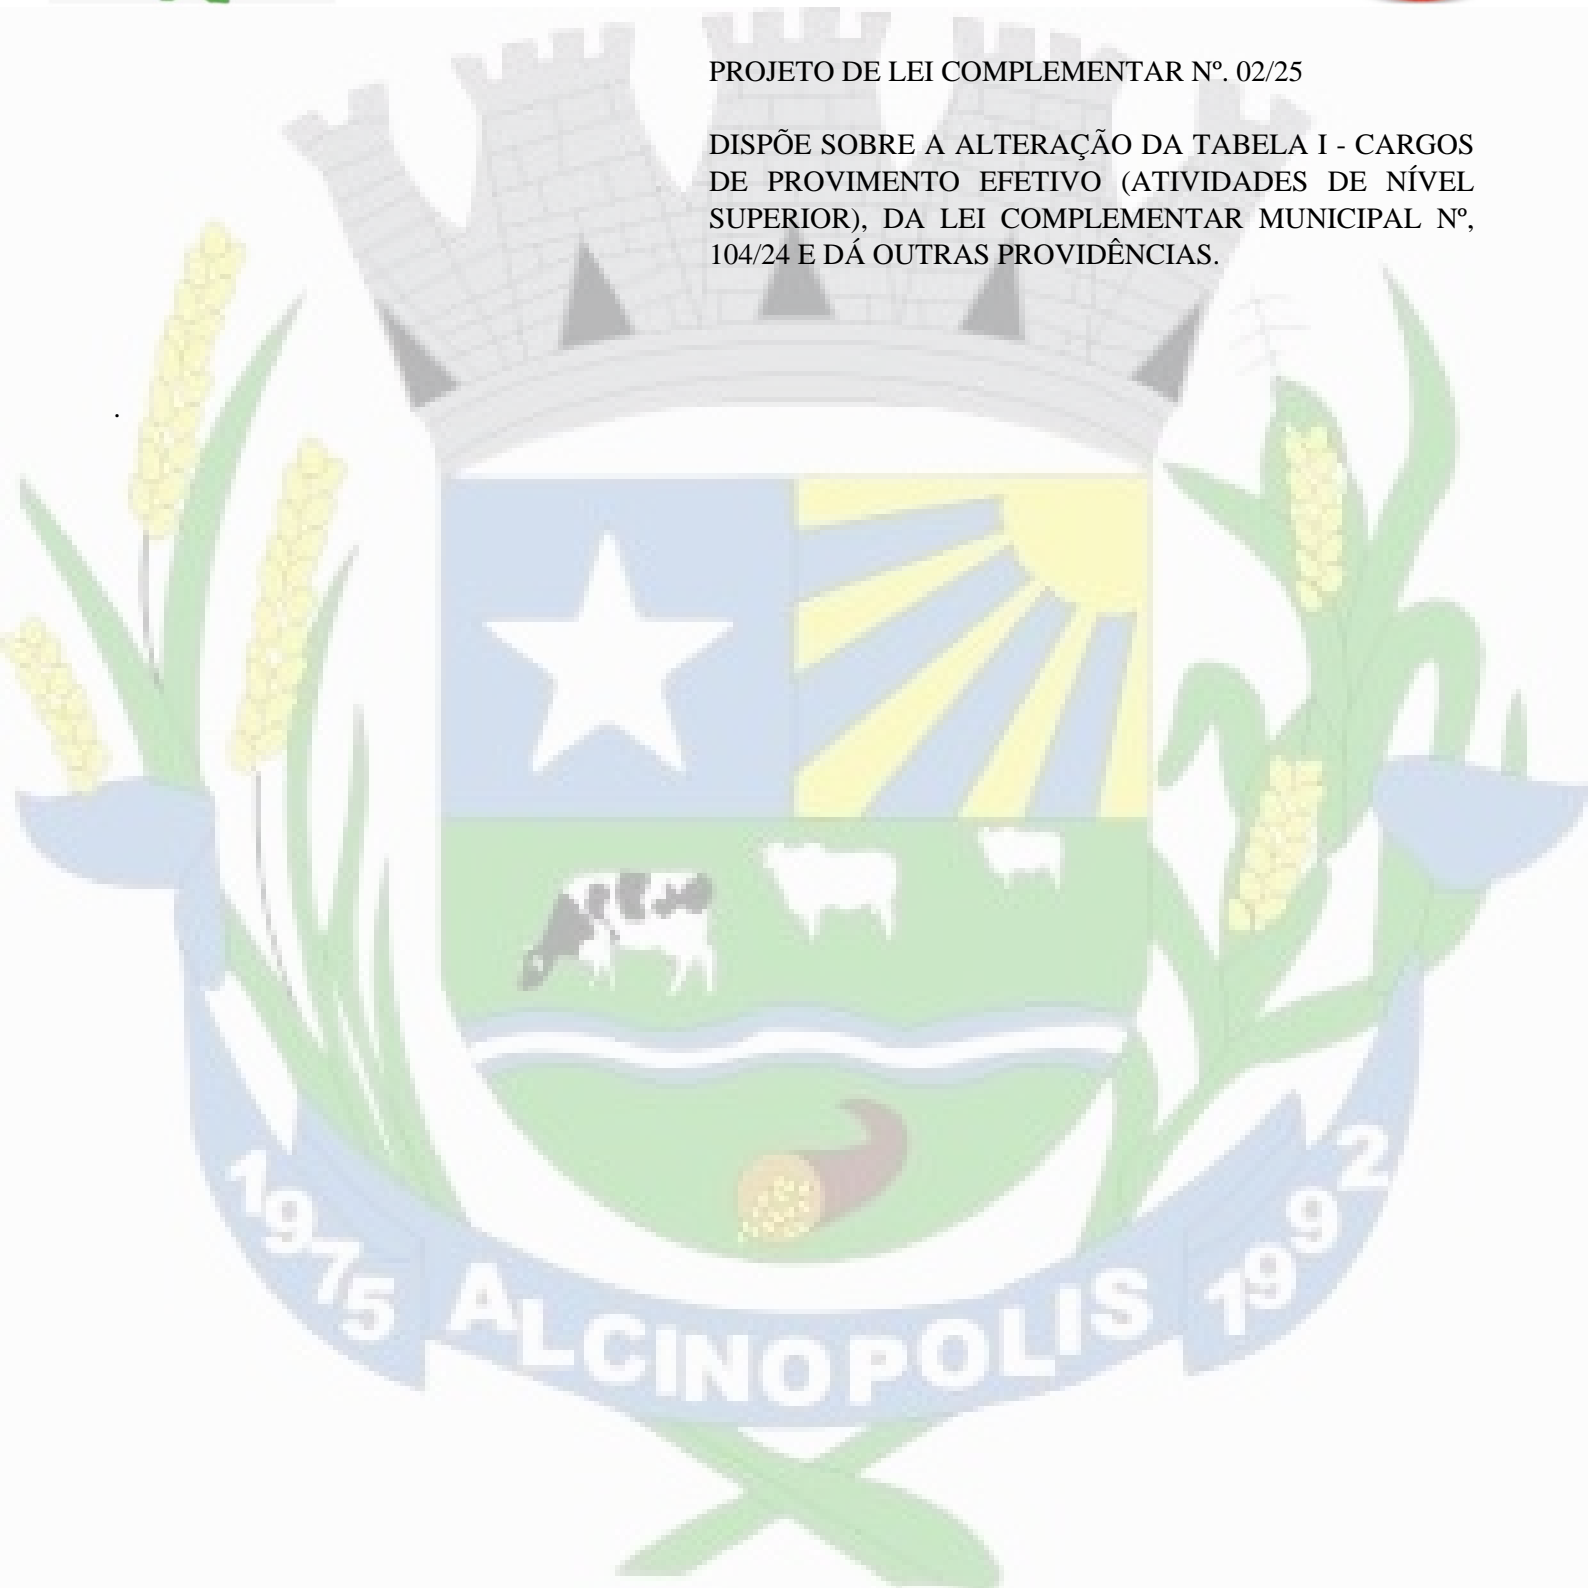 PROJETO DE LEI COMPLEMENTAR Nº. 02/25
DISPÕE SOBRE A ALTERAÇÃO DA TABELA I - CARGOS
DE PROVIMENTO EFETIVO (ATIVIDADES DE NÍVEL
SUPERIOR), DA LEI COMPLEMENTAR MUNICIPAL Nº,
104/24 E DÁ OUTRAS PROVIDÊNCIAS.
.
1975 ALCINOPOLIS 1992